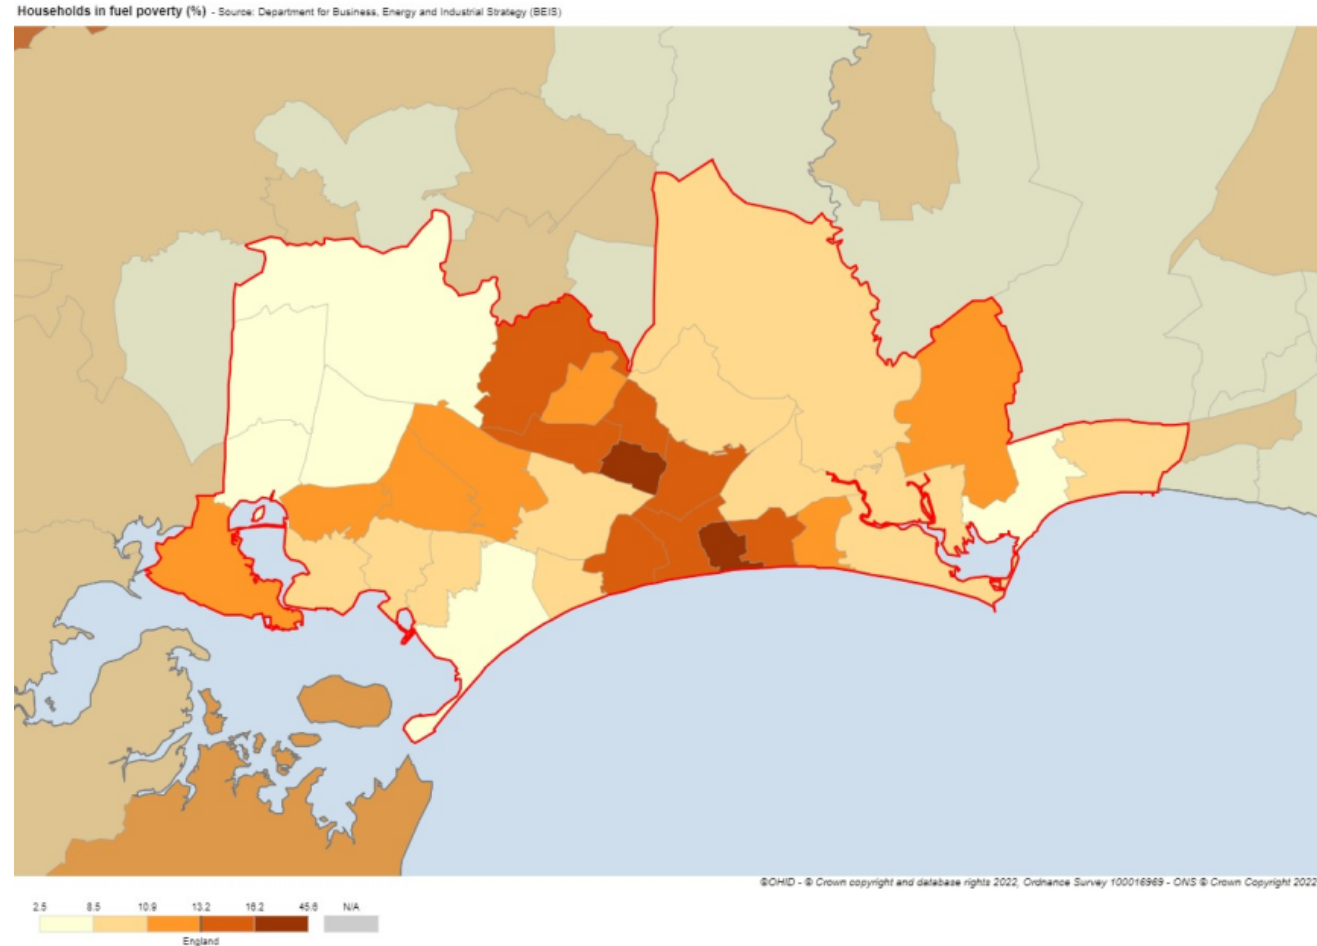 Households in fuel poverty (%) - Source: Department for Business, Energy and Industrial Strategy (BEIS)
©OHID - © Crown copyright and database rights 2022, Ordnance Survey 100016969 - ONS © Crown Copyright 2022
2.5 8.5 10.9 13.2 16.2 45.6 N/A
England